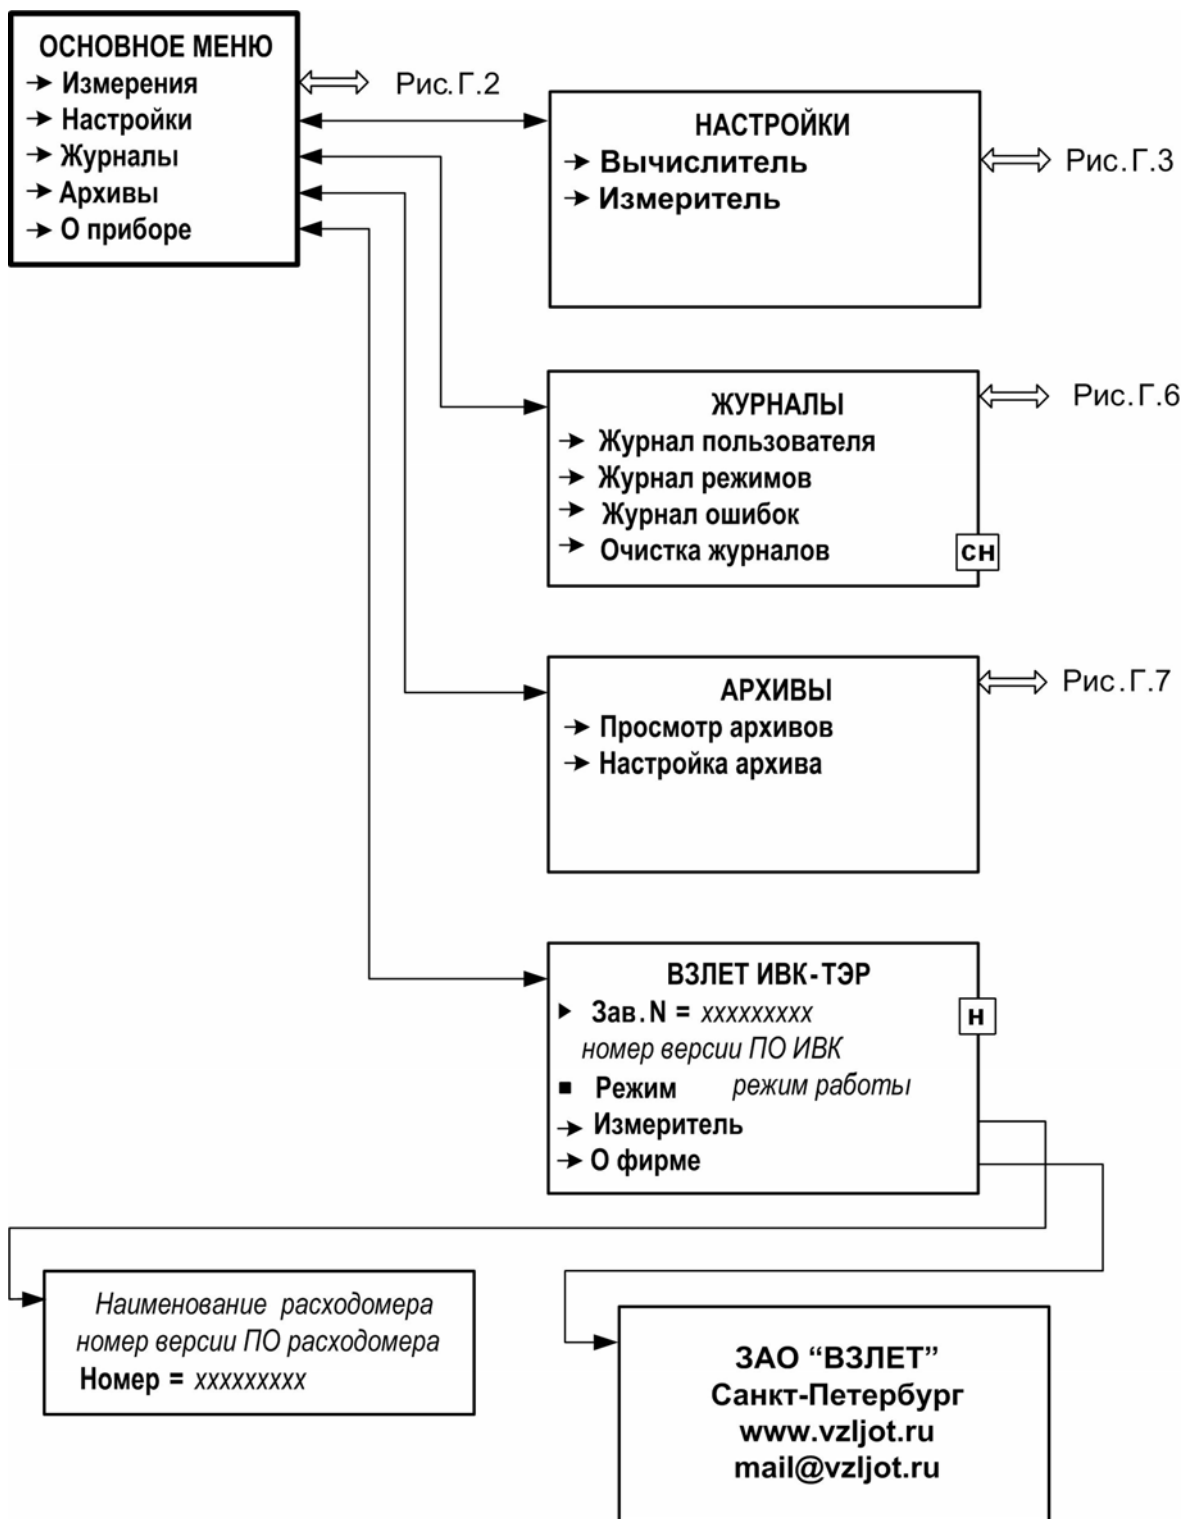 ОСНОВНОЕ МЕНЮ
Измерения
Настройки
Журналы
Архивы
О приборе
Рис.Г.2
НАСТРОЙКИ
Вычислитель
Измеритель
Рис.Г.3
ЖУРНАЛЫ
Журнал пользователя
Журнал режимов
Журнал ошибок
Очистка журналов
Рис.Г.6
СН
АРХИВЫ
Просмотр архивов
Настройка архива
Рис.Г.7
ВЗЛЕТ ИВК-ТЭР
Зав.N = xxxxxxxxx
номер версии ПО ИВК
Режим режим работы
Измеритель
О фирме
Н
Наименование расходомера
номер версии ПО расходомера
Номер = xxxxxxxxx
ЗАО “ВЗЛЕТ”
Санкт-Петербург
www.vzljot.ru
mail@vzljot.ru